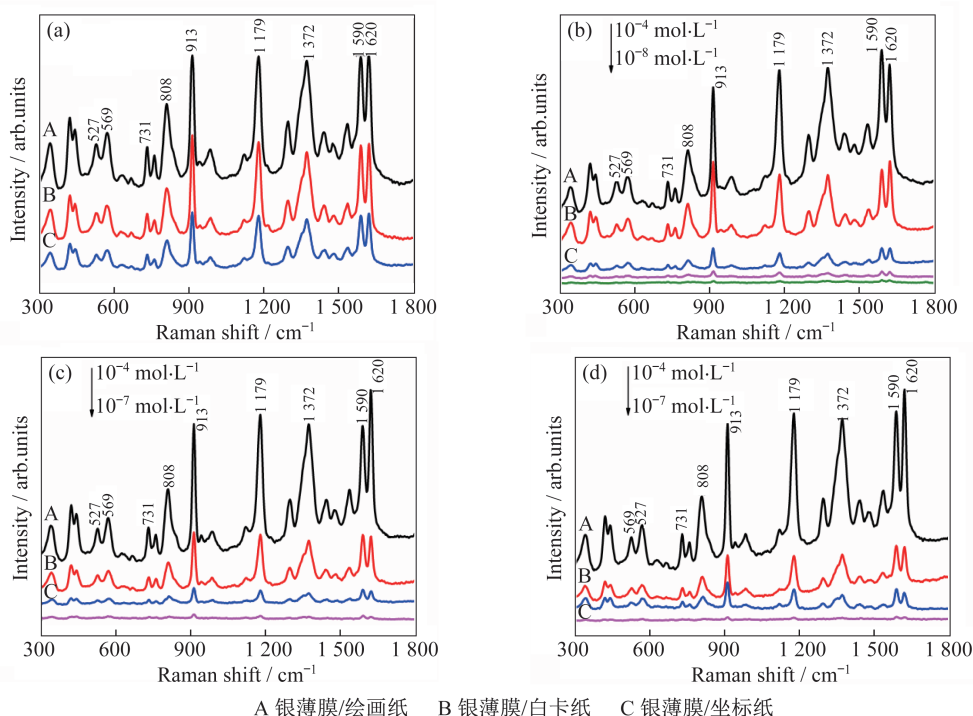 (a)
527
569
731
808
913
1 179
1 372
1 590
1 620
A
B
C
Intensity / arb.units
300 600 900 1 200 1 500 1 800
Raman shift / cm⁻¹
(b)
10⁻⁴ mol·L⁻¹
10⁻⁸ mol·L⁻¹
527
569
731
808
913
1 179
1 372
1 590
1 620
A
B
C
Intensity / arb.units
300 600 900 1 200 1 500 1 800
Raman shift / cm⁻¹
(c)
10⁻⁴ mol·L⁻¹
10⁻⁷ mol·L⁻¹
527
569
731
808
913
1 179
1 372
1 590
1 620
A
B
C
Intensity / arb.units
300 600 900 1 200 1 500 1 800
Raman shift / cm⁻¹
(d)
10⁻⁴ mol·L⁻¹
10⁻⁷ mol·L⁻¹
569
527
731
808
913
1 179
1 372
1 590
1 620
A
B
C
Intensity / arb.units
300 600 900 1 200 1 500 1 800
Raman shift / cm⁻¹
A 银薄膜/绘画纸 B 银薄膜/白卡纸 C 银薄膜/坐标纸